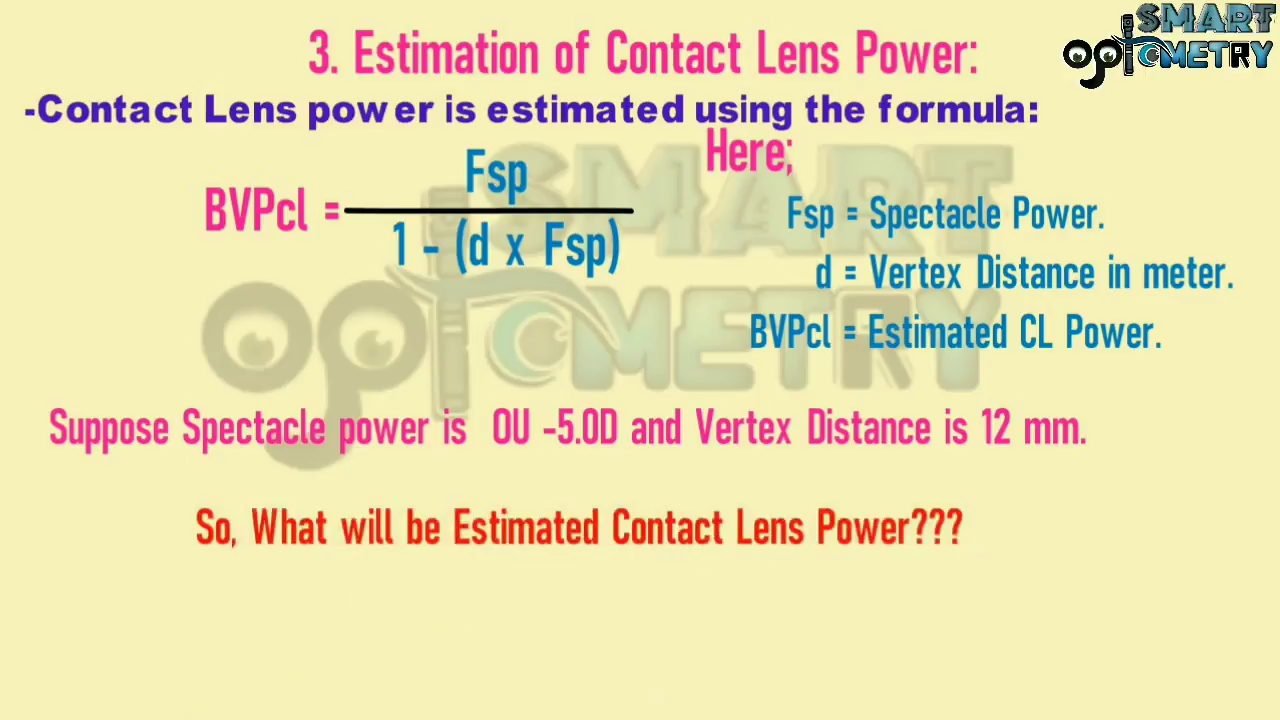 SMART
OPTOMETRY
3. Estimation of Contact Lens Power:
-Contact Lens power is estimated using the formula:
Here;
BVPcl = Fsp
1 - (d x Fsp)
Fsp = Spectacle Power.
d = Vertex Distance in meter.
BVPcl = Estimated CL Power.
SMART
OPTOMETRY
Suppose Spectacle power is OU -5.0D and Vertex Distance is 12 mm.
So, What will be Estimated Contact Lens Power???